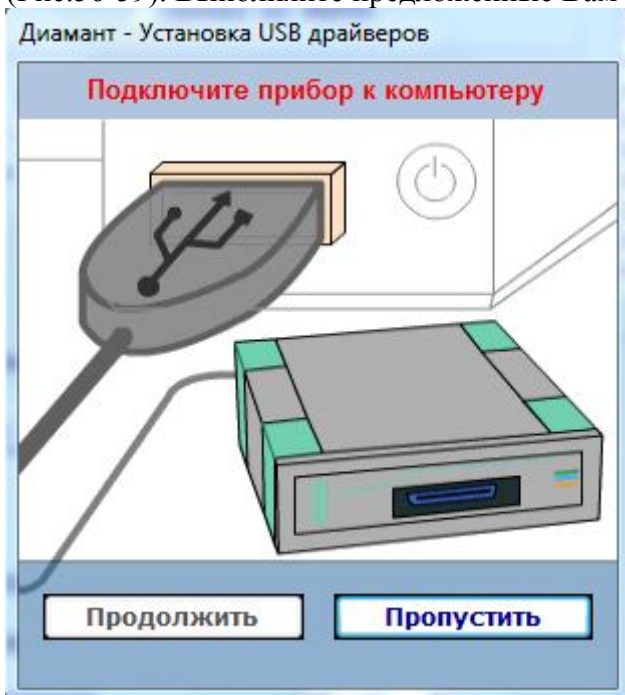 Диамант - Установка USB драйверов
Подключите прибор к компьютеру
Продолжить
Пропустить